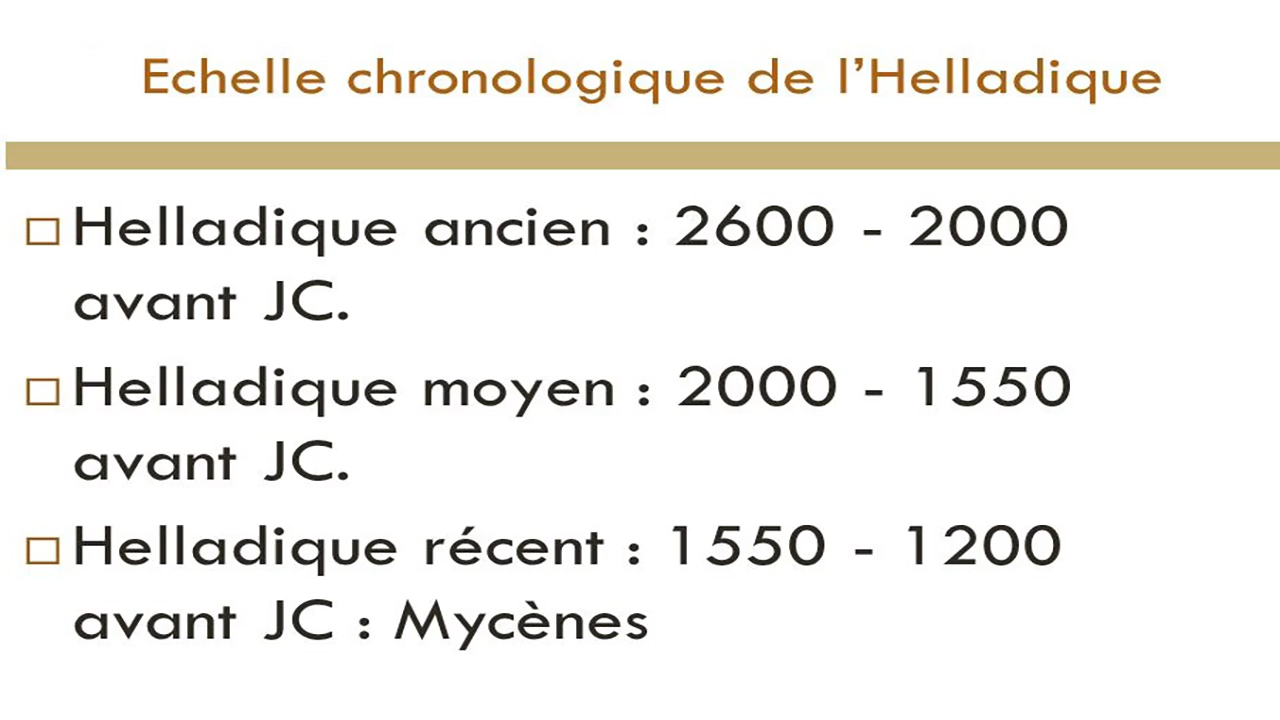 Echelle chronologique de l’Helladique
Helladique ancien : 2600 - 2000
avant JC.
Helladique moyen : 2000 - 1550
avant JC.
Helladique récent : 1550 - 1200
avant JC : Mycènes